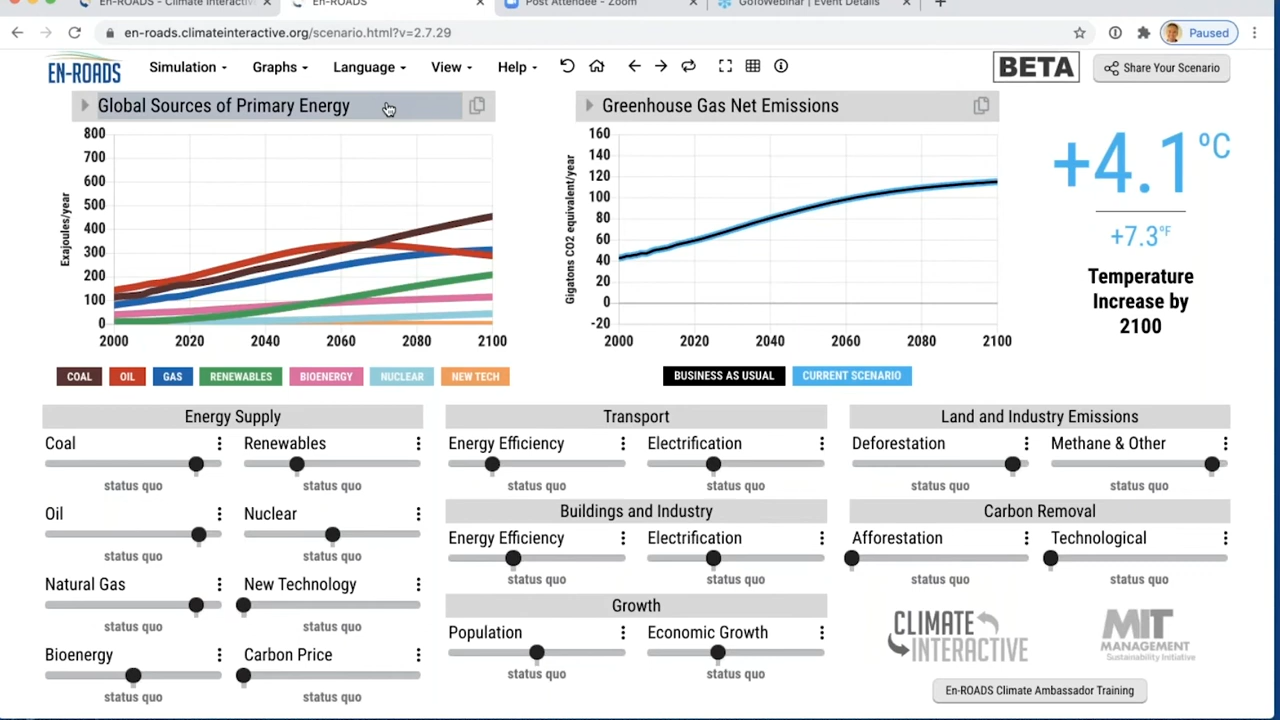 En-ROADS - Climate Interactiv
En-ROADS
Post Attendee - Zoom
GoToWebinar | Event Details
en-roads.climateinteractive.org/scenario.html?v=2.7.29
Paused
EN-ROADS
Simulation
Graphs
Language
View
Help
BETA
Share Your Scenario
Global Sources of Primary Energy
Exajoules/year
800
700
600
500
400
300
200
100
0
2000 2020 2040 2060 2080 2100
COAL OIL GAS RENEWABLES BIOENERGY NUCLEAR NEW TECH
Greenhouse Gas Net Emissions
Gigatons CO2 equivalent/year
160
140
120
100
80
60
40
20
0
-20
2000 2020 2040 2060 2080 2100
BUSINESS AS USUAL CURRENT SCENARIO
+4.1 ºC
+7.3 ºF
Temperature
Increase by
2100
Energy Supply
Coal
status quo
Renewables
status quo
Oil
status quo
Nuclear
status quo
Natural Gas
status quo
New Technology
status quo
Bioenergy
status quo
Carbon Price
status quo
Transport
Energy Efficiency
status quo
Electrification
status quo
Buildings and Industry
Energy Efficiency
status quo
Electrification
status quo
Growth
Population
status quo
Economic Growth
status quo
Land and Industry Emissions
Deforestation
status quo
Methane & Other
status quo
Carbon Removal
Afforestation
status quo
Technological
status quo
CLIMATE
INTERACTIVE
MIT
MANAGEMENT
Sustainability Initiative
En-ROADS Climate Ambassador Training